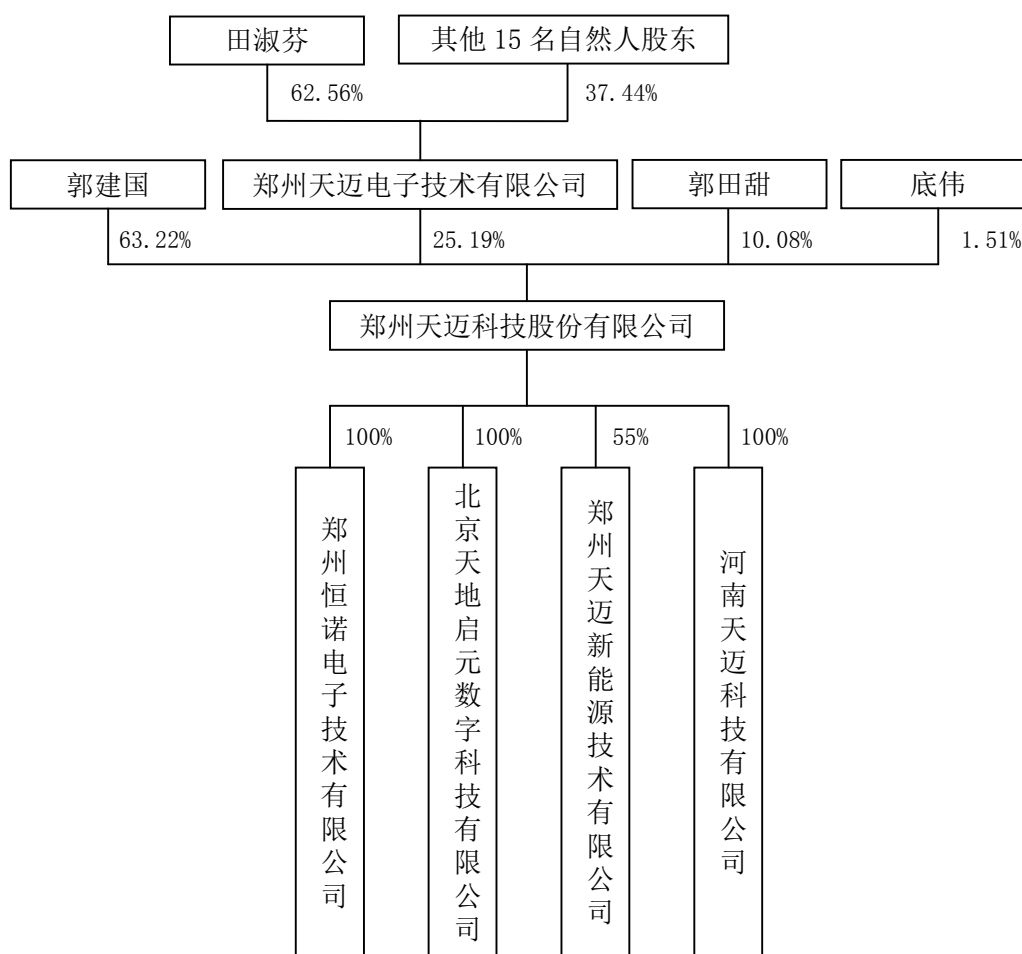 田淑芬
其他 15 名自然人股东
62.56%
37.44%
郭建国
郑州天迈电子技术有限公司
郭田甜
底伟
63.22%
25.19%
10.08%
1.51%
郑州天迈科技股份有限公司
100%
100%
55%
100%
郑州恒诺电子技术有限公司
北京天地启元数字科技有限公司
郑州天迈新能源技术有限公司
河南天迈科技有限公司